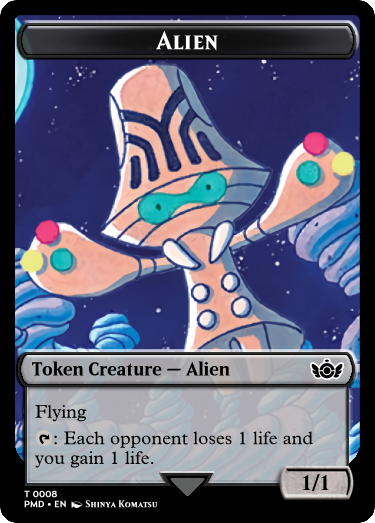 ALIEN
Token Creature — Alien
Flying
: Each opponent loses 1 life and
you gain 1 life.
1/1
T 0008
PMD • EN SHINYA KOMATSU